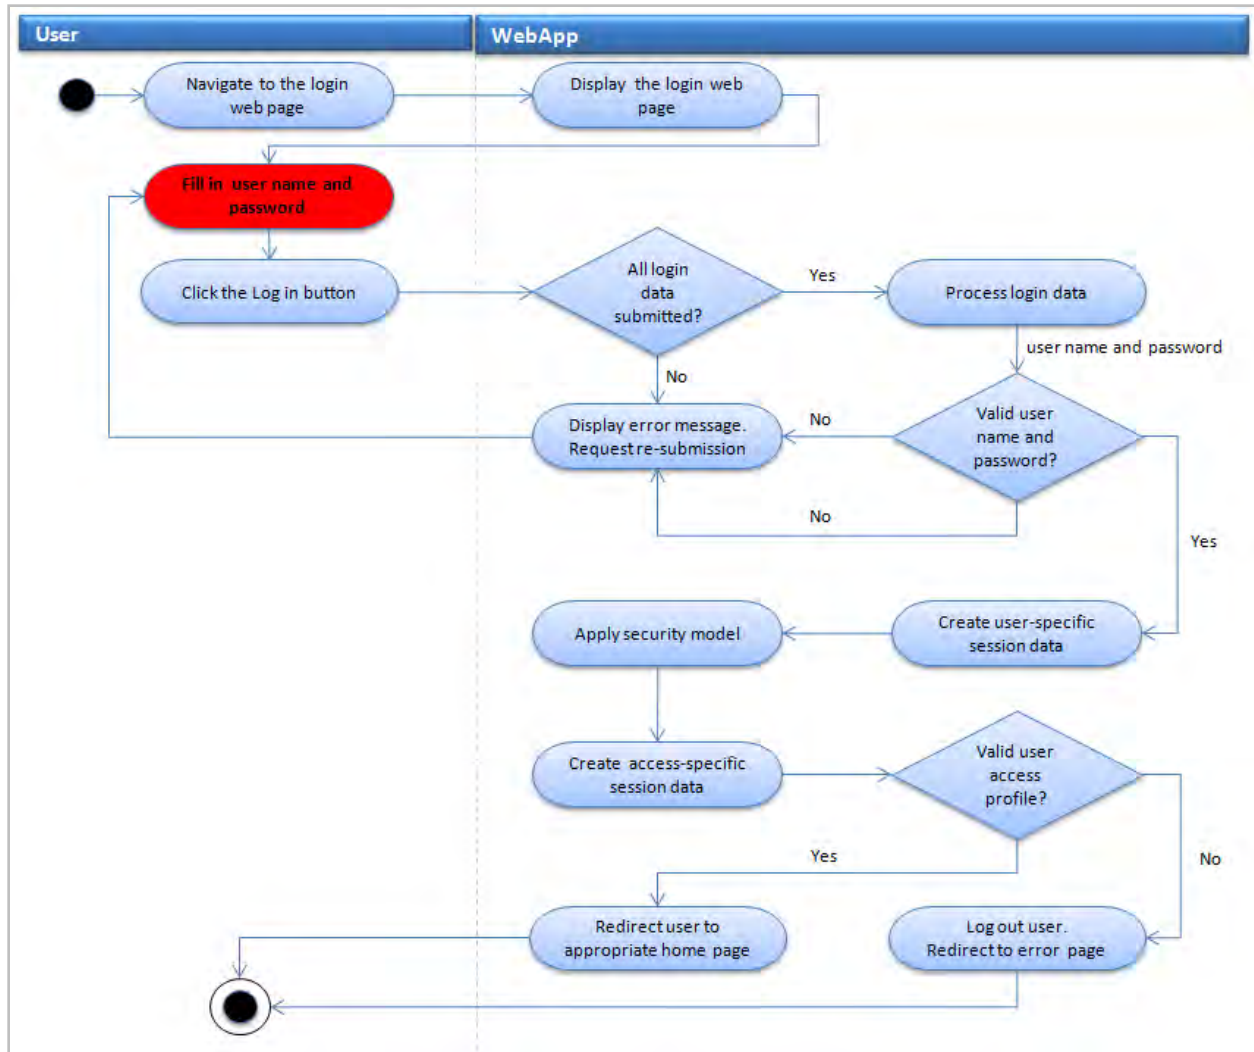 User
WebApp
Navigate to the login
web page
Display the login web
page
Fill in user name and
password
Click the Log in button
All login
data
submitted?
Yes
Process login data
user name and password
No
Display error message.
Request re-submission
No
Valid user
name and
password?
No
Yes
Apply security model
Create user-specific
session data
Create access-specific
session data
Valid user
access
profile?
Yes
No
Redirect user to
appropriate home page
Log out user.
Redirect to error page